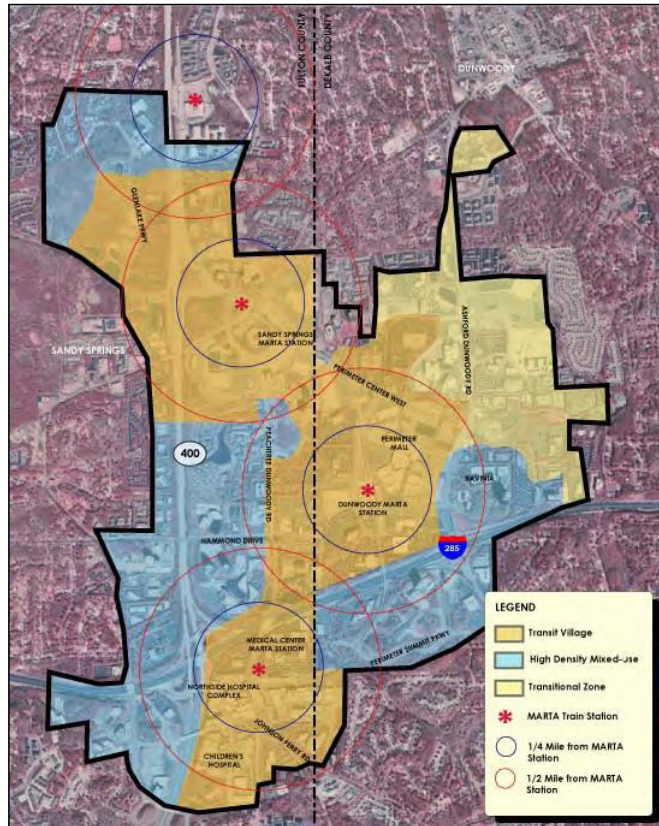 FULTON COUNTY
DEKALB COUNTY
DUNWOODY
GLENLAKE PKWY
SANDY SPRINGS
MARTA STATION
SANDY SPRINGS
ASHFORD DUNWOODY RD
PERIMETER CENTER WEST
PEACHTREE DUNWOODY RD
400
PERIMETER
MALL
RAVINIA
DUNWOODY MARTA
STATION
HAMMOND DRIVE
285
PERIMETER SUMMIT PKWY
MEDICAL CENTER
MARTA STATION
NORTHSIDE HOSPITAL
COMPLEX
JOHNSON FERRY RD
CHILDREN'S
HOSPITAL
LEGEND
Transit Village
High Density Mixed-use
Transitional Zone
MARTA Train Station
1/4 Mile from MARTA
Station
1/2 Mile from MARTA
Station